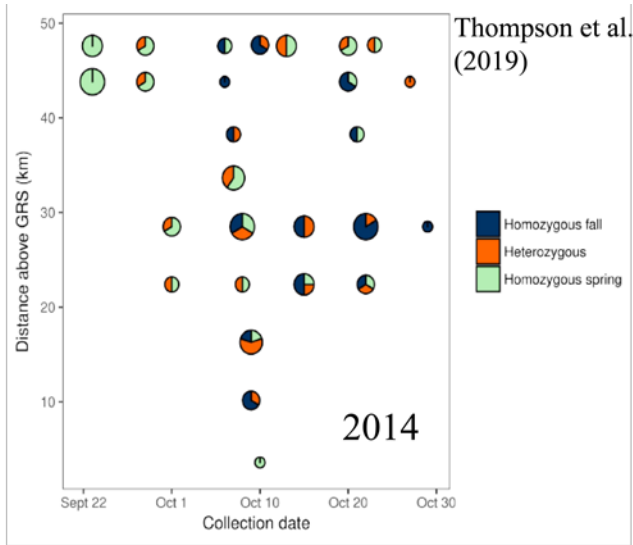 Thompson et al.
(2019)
50
40
30
20
10
Distance above GRS (km)
Homozygous fall
Heterozygous
Homozygous spring
2014
Sept 22
Oct 1
Oct 10
Oct 20
Oct 30
Collection date